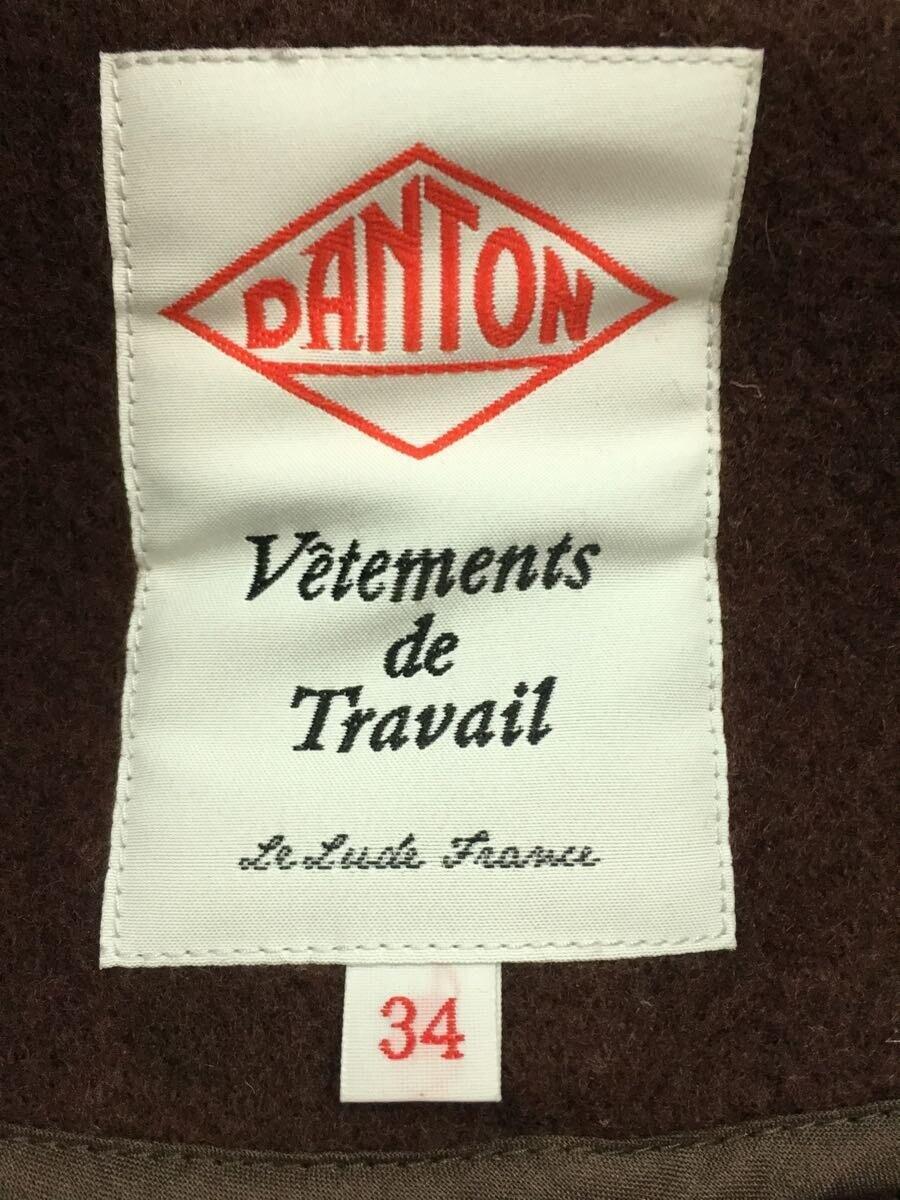 DANTON
Vêtements
de
Travail
Le Lude France
34